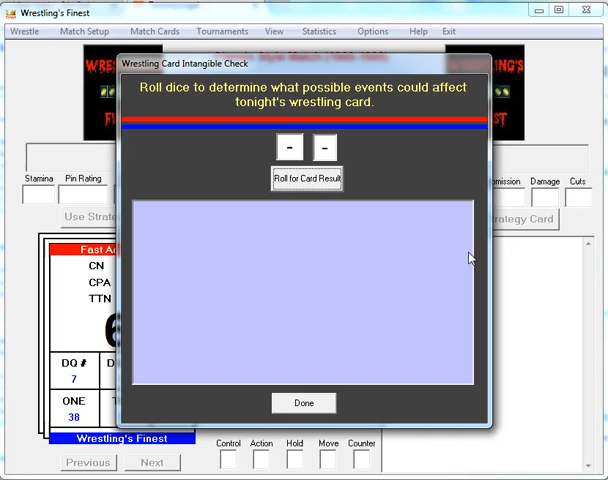 Wrestling's Finest
Wrestle Match Setup Match Cards Tournaments View Statistics Options Help Exit
Wrestling Card Intangible Check
Roll dice to determine what possible events could affect
tonight's wrestling card.
- -
Roll for Card Result
Done
Stamina Pin Rating
Damage Cuts
Use
Card
CN
CPA
TTN
DQ #
7
ONE
38
Wrestling's Finest
Previous Next
Control Action Hold Move Counter